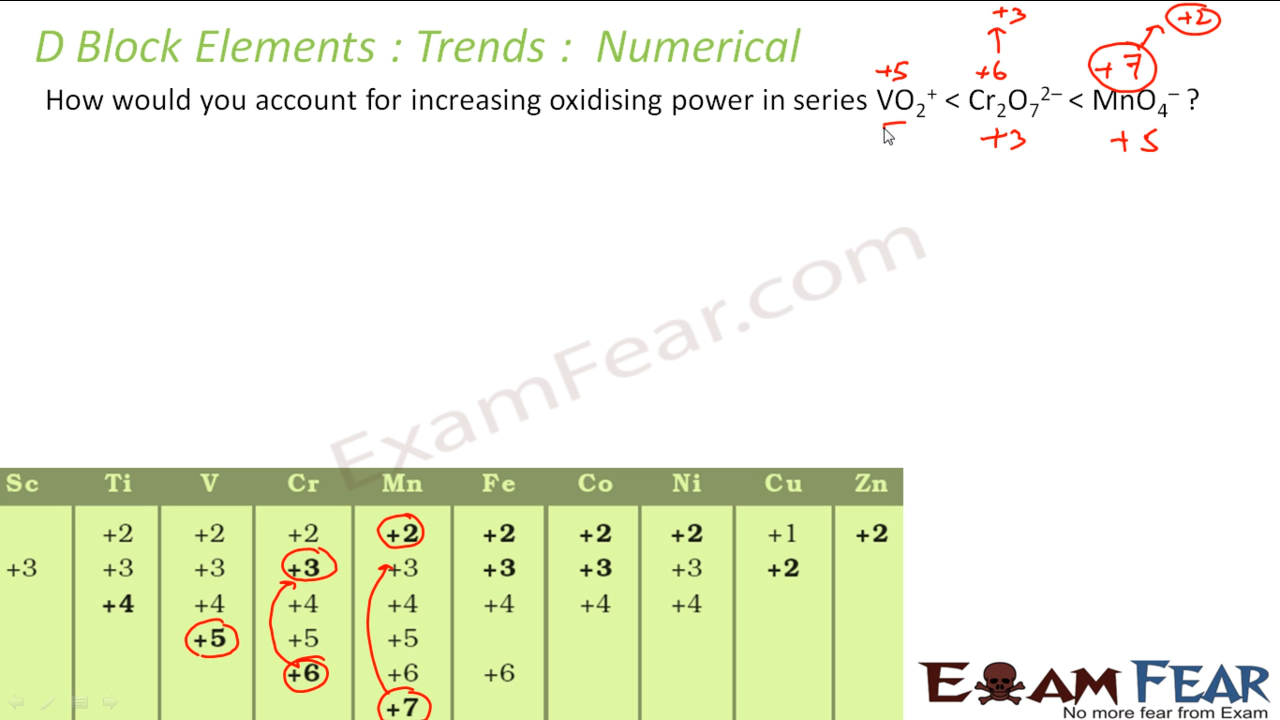 +3 +2
D Block Elements : Trends : Numerical
+5 +6 +7
How would you account for increasing oxidising power in series VO₂⁺ < Cr₂O₇²⁻ < MnO₄⁻ ?
+3 +5
ExamFear.com
Sc Ti V Cr Mn Fe Co Ni Cu Zn
+2 +2 +2 +2 +2 +2 +2 +1 +2
+3 +3 +3 +3 +3 +3 +3 +3 +2
+4 +4 +4 +4 +4 +4 +4
+5 +5 +5
+6 +6 +6
+7
EXAM FEAR
No more fear from Exam